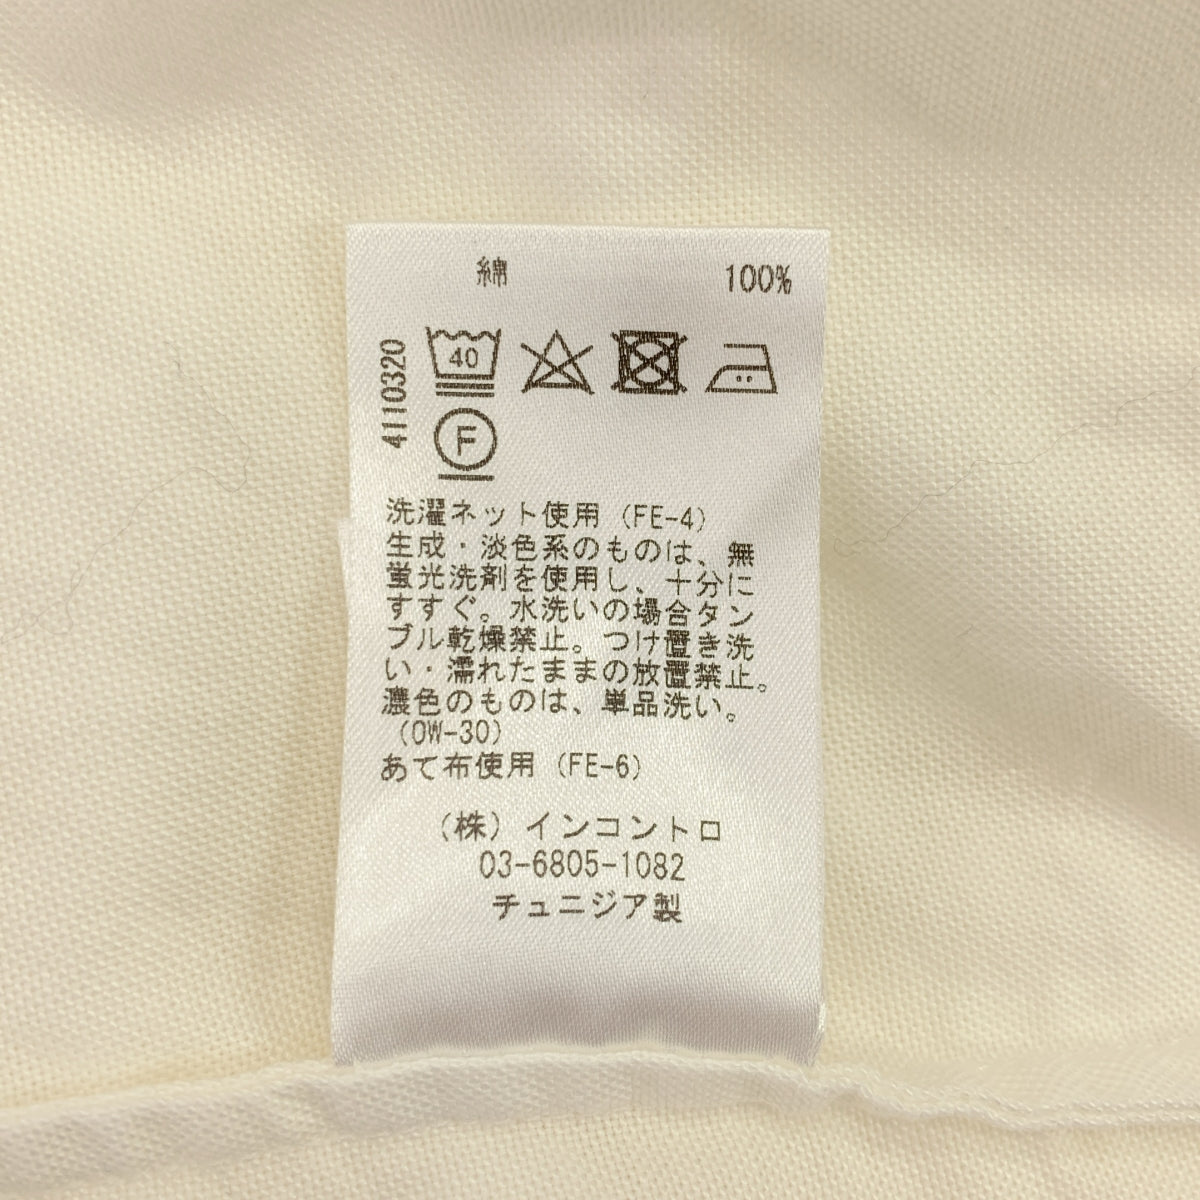 綿 100%
4110320
40
F
洗濯ネット使用(FE-4)
生成・淡色系のものは、無
蛍光洗剤を使用し、十分に
すすぐ。水洗いの場合タン
ブル乾燥禁止。つけ置き洗
い・濡れたままの放置禁止。
濃色のものは、単品洗い。
(OW-30)
あて布使用(FE-6)
(株)インコントロ
03-6805-1082
チュニジア製